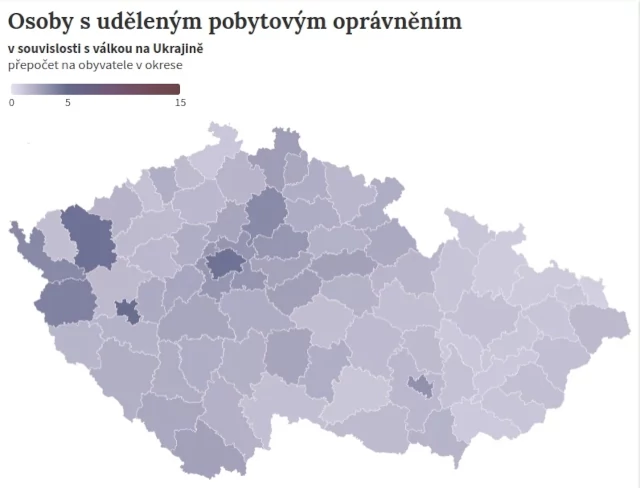 Osoby s uděleným pobytovým oprávněním
v souvislosti s válkou na Ukrajině
přepočet na obyvatele v okrese
0 5 15